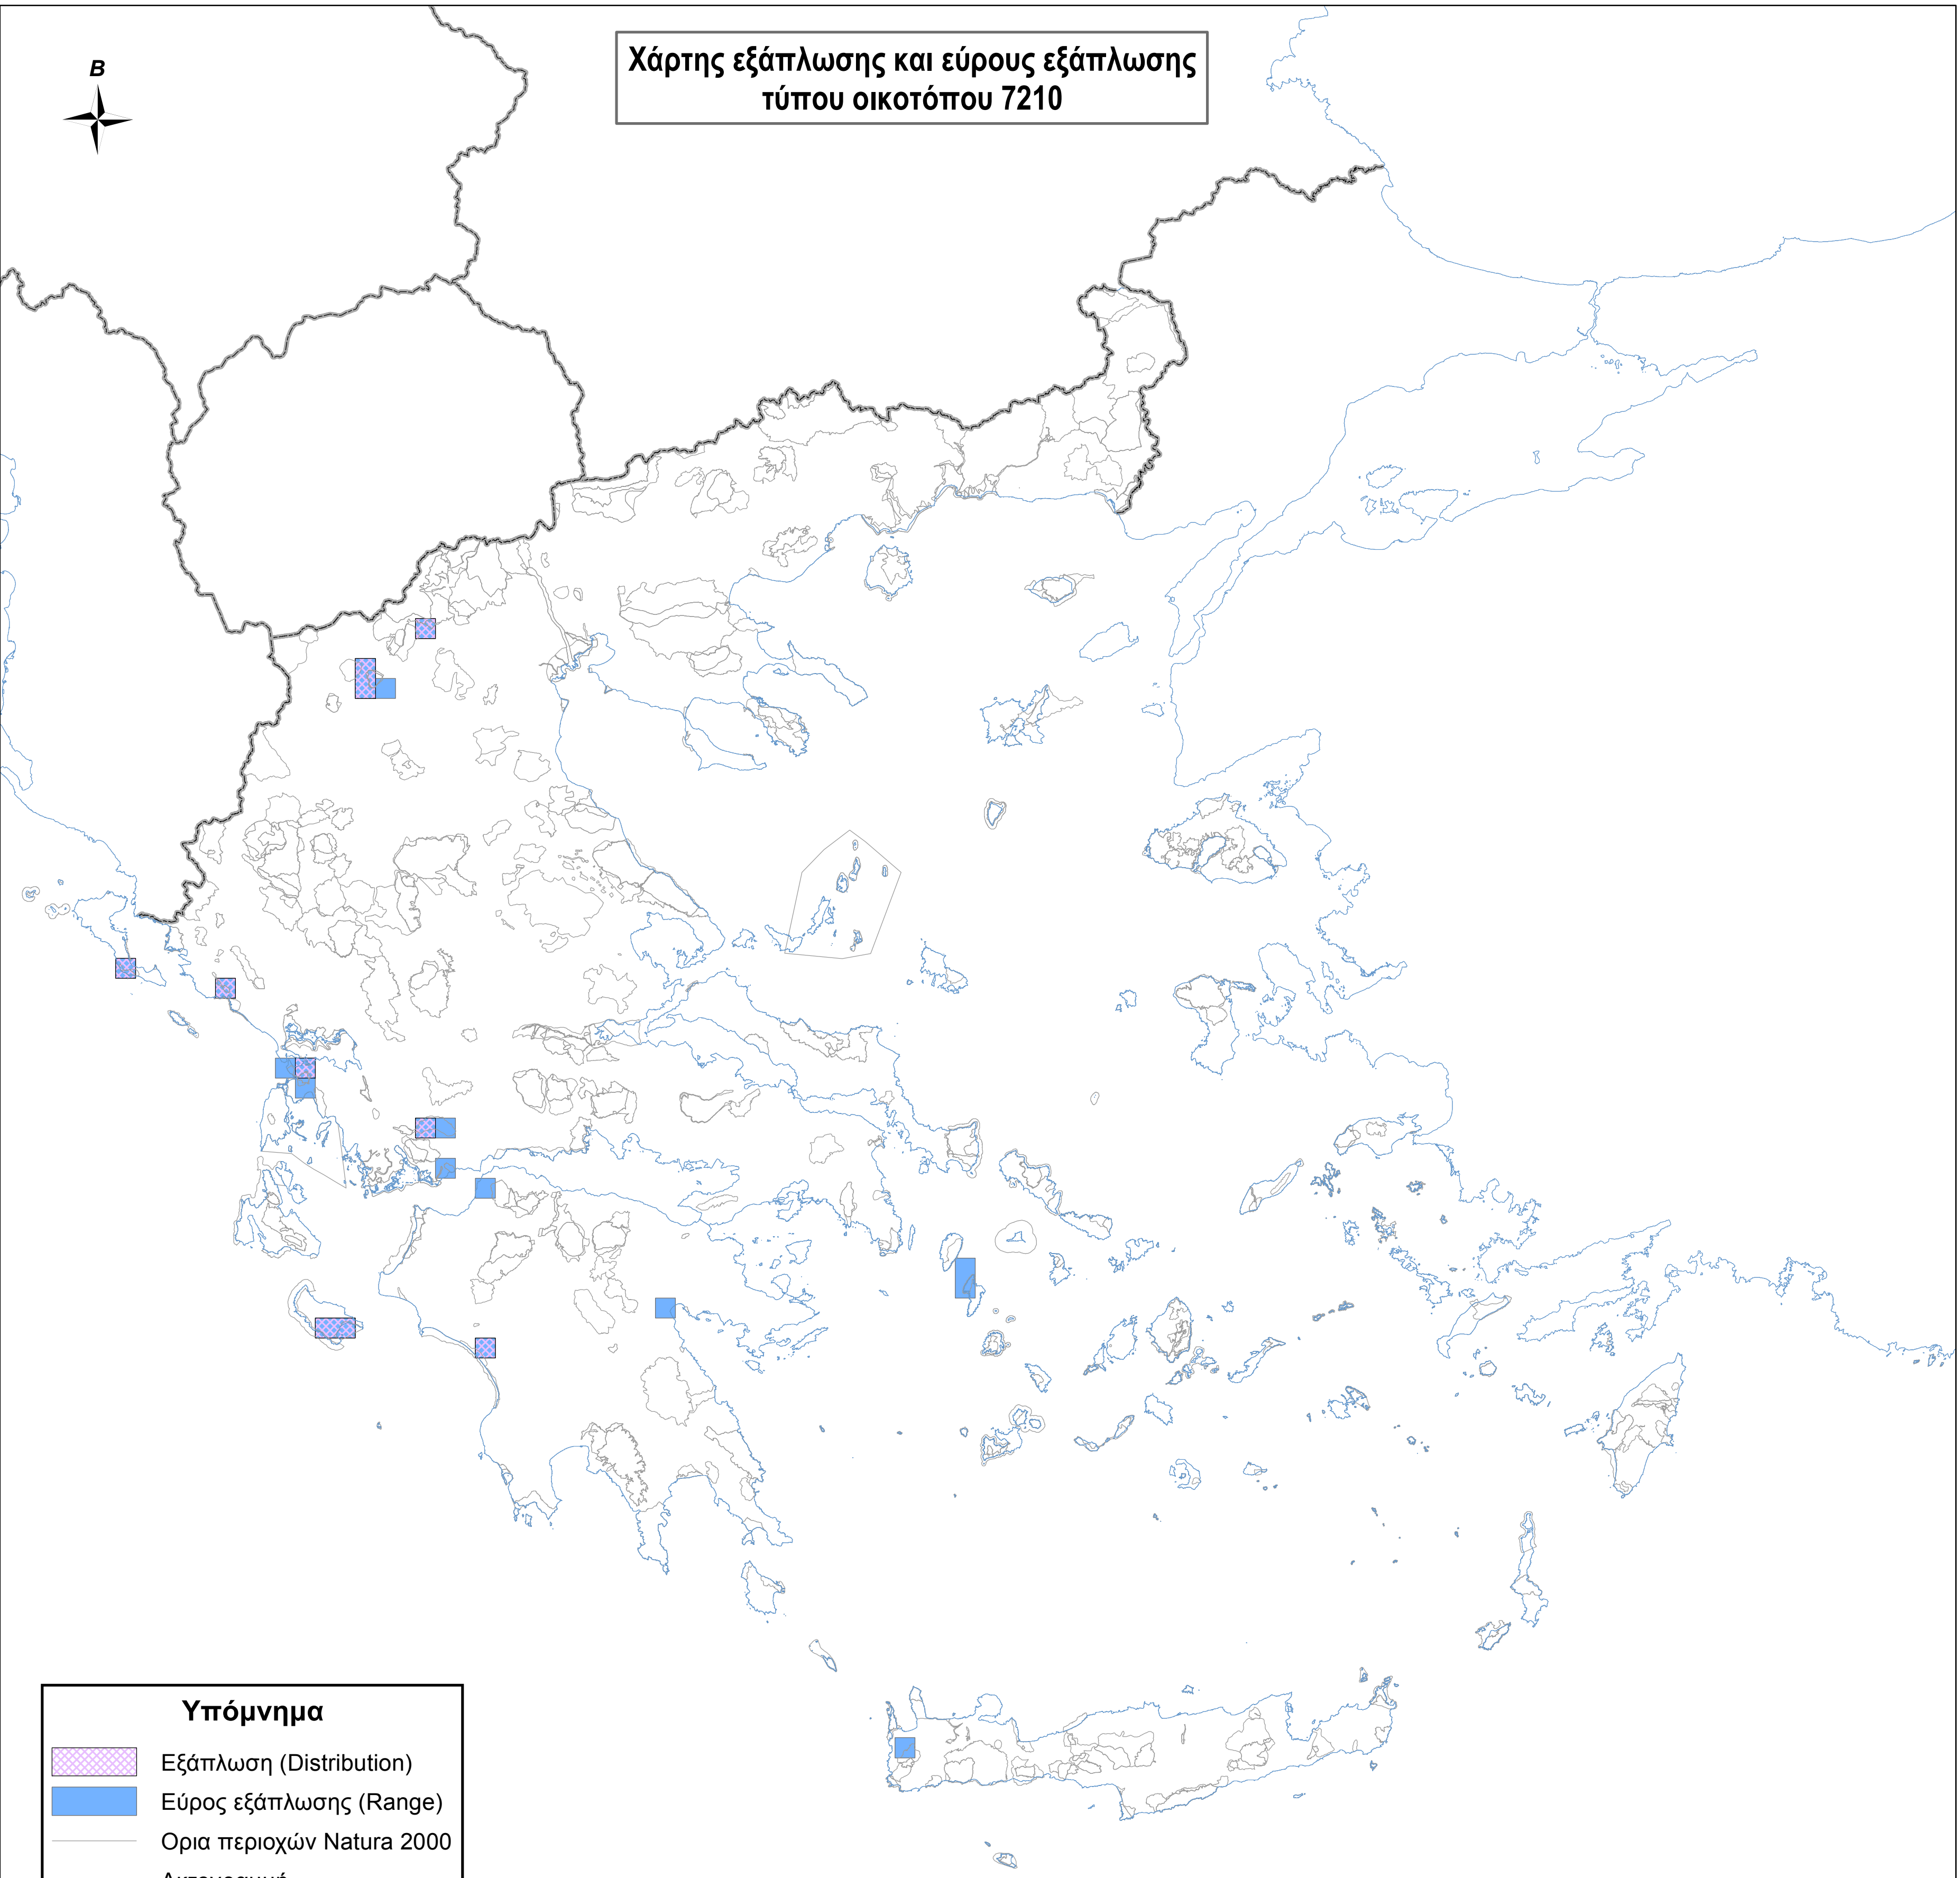 Β
Χάρτης εξάπλωσης και εύρους εξάπλωσης
τύπου οικοτόπου 7210
Υπόμνημα
Εξάπλωση (Distribution)
Εύρος εξάπλωσης (Range)
Ορια περιοχών Natura 2000